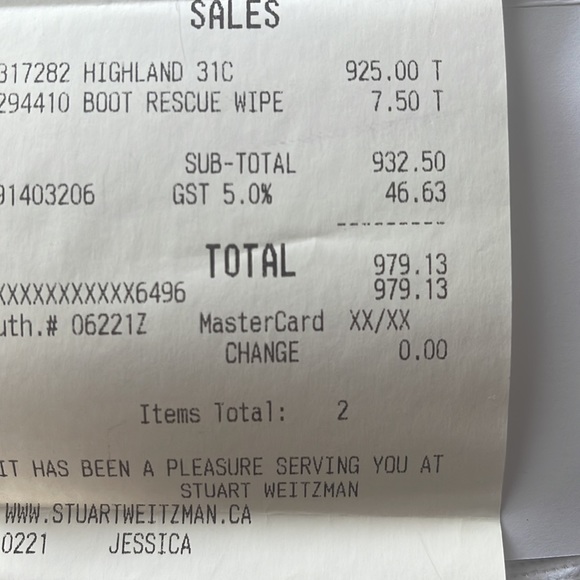 SALES
317282 HIGHLAND 31C 925.00 T
294410 BOOT RESCUE WIPE 7.50 T
SUB-TOTAL 932.50
91403206 GST 5.0% 46.63
---------
TOTAL 979.13
XXXXXXXXXXXX6496 979.13
uth.# 06221Z MasterCard XX/XX
CHANGE 0.00
Items Total: 2
IT HAS BEEN A PLEASURE SERVING YOU AT
STUART WEITZMAN
WWW.STUARTWEITZMAN.CA
0221 JESSICA